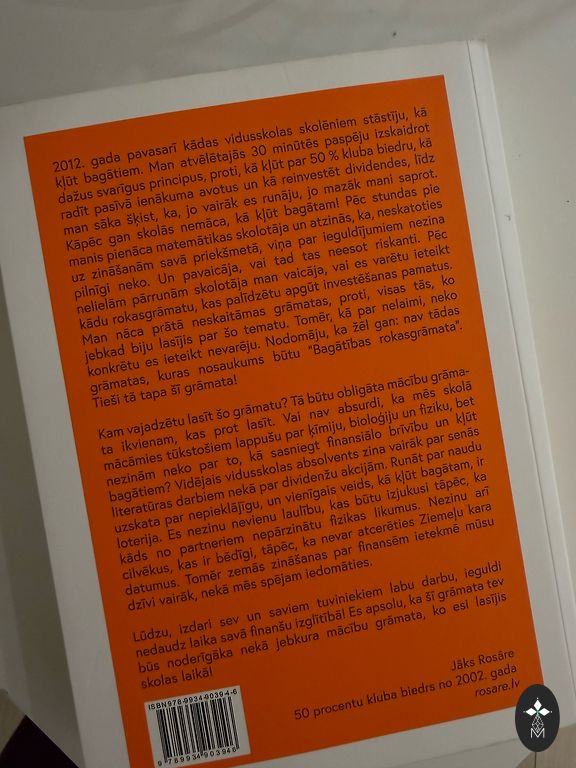 2012. gada pavasarī kādas vidusskolas skolēniem stāstīju, kā
kļūt bagātiem. Man atvēlētajās 30 minūtēs paspēju izskaidrot
dažus svarīgus principus, proti, kā kļūt par 50 % kluba biedru, kā
radīt pasīvā ienākuma avotus un kā reinvestēt dividendes, līdz
man sāka šķist, ka, jo vairāk es runāju, jo mazāk mani saprot.
Kāpēc gan skolās nemāca, kā kļūt bagātam! Pēc stundas pie
manis pienāca matemātikas skolotāja un atzinās, ka, neskatoties
uz zināšanām savā priekšmetā, viņa par ieguldījumiem nezina
pilnīgi neko. Un pavaicāja, vai tad tas neesot riskanti. Pēc
nelielām pārrunām skolotāja man vaicāja, vai es varētu ieteikt
kādu rokasgrāmatu, kas palīdzētu apgūt investēšanas pamatus.
Man nāca prātā neskaitāmas grāmatas, proti, visas tās, ko
jebkad biju lasījis par šo tematu. Tomēr, kā par nelaimi, neko
konkrētu es ieteikt nevarēju. Nodomāju, ka žēl gan: nav tādas
grāmatas, kuras nosaukums būtu "Bagātības rokasgrāmata".
Tieši tā tapa šī grāmata!
Kam vajadzētu lasīt šo grāmatu? Tā būtu obligāta mācību grāma-
ta ikvienam, kas prot lasīt. Vai nav absurdi, ka mēs skolā
mācāmies tūkstošiem lappušu par ķīmiju, bioloģiju un fiziku, bet
nezinām neko par to, kā sasniegt finansiālo brīvību un kļūt
bagātiem? Vidējais vidusskolas absolvents zina vairāk par senās
literatūras darbiem nekā par dividenžu akcijām. Runāt par naudu
uzskata par nepieklājīgu, un vienīgais veids, kā kļūt bagātam, ir
loterija. Es nezinu nevienu laulību, kas būtu izjukusi tāpēc, ka
kāds no partneriem nepārzinātu fizikas likumus. Nezinu arī
cilvēkus, kas ir bēdīgi, tāpēc, ka nevar atcerēties Ziemeļu kara
datumus. Tomēr zemās zināšanas par finansēm ietekmē mūsu
dzīvi vairāk, nekā mēs spējam iedomāties.
Lūdzu, izdari sev un saviem tuviniekiem labu darbu, ieguldi
nedaudz laika savā finanšu izglītībā! Es apsolu, ka šī grāmata tev
būs noderīgāka nekā jebkura mācību grāmata, ko esi lasījis
skolas laikā!
Jāks Rosāre
50 procentu kluba biedrs no 2002. gada
rosare.lv
ISBN978-9934-9039-4-6
9 789934 903946